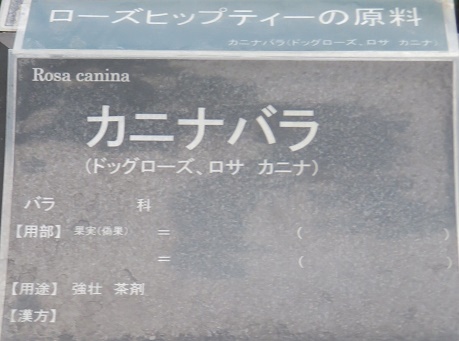 ローズヒップティーの原料
カニナバラ(ドッグローズ、ロサ カニナ)
Rosa canina
カニナバラ
(ドッグローズ、ロサ カニナ)
バラ 科
【用部】 果実(偽果) = ( )
= ( )
【用途】 強壮 茶剤
【漢方】